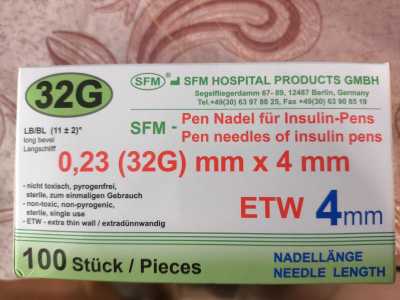 32G
SFM ® SFM HOSPITAL PRODUCTS GMBH
Segelfliegerdamm 67- 89, 12487 Berlin, Germany
Tel.+49(30) 63 97 88 25, Fax +49(30) 63 90 85 19
LB/BL (11 ± 2)°
long bevel
Langschliff
SFM - Pen Nadel für Insulin-Pens
Pen needles of insulin pens
0,23 (32G) mm x 4 mm
- nicht toxisch, pyrogenfrei,
sterile, zum einmaligen Gebrauch
- non-toxic, non-pyrogenic,
sterile, single use
- ETW - extra thin wall / extradünnwandig
ETW 4mm
100 Stück / Pieces
NADELLÄNGE
NEEDLE LENGTH